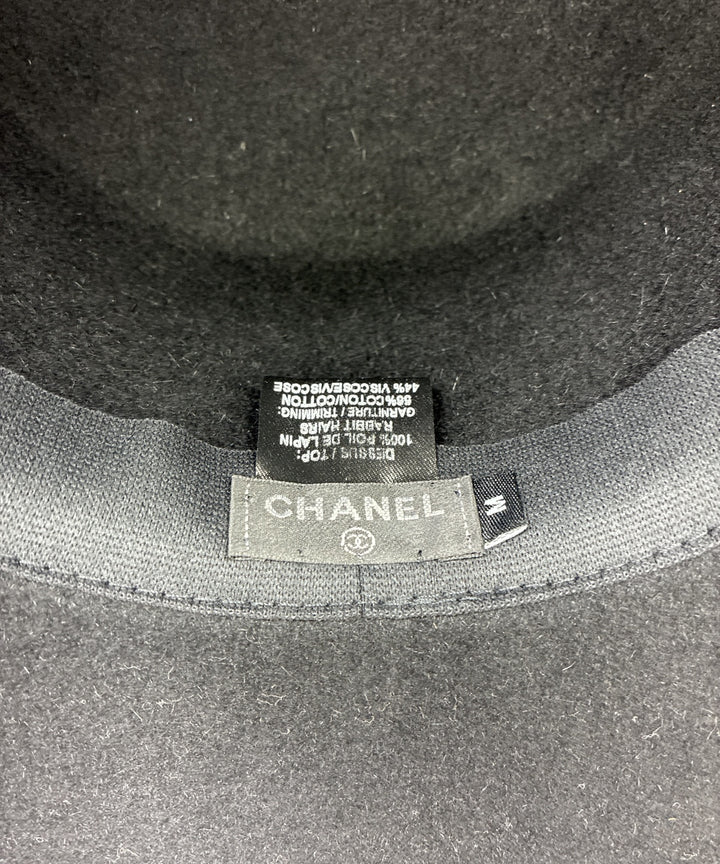 DESSUS / TOP:
100% POIL DE LAPIN
RABBIT HAIRS
GARNITURE / TRIMMING:
56% COTON/COTTON
44% VISCOSE/VISCOSE
CHANEL
M